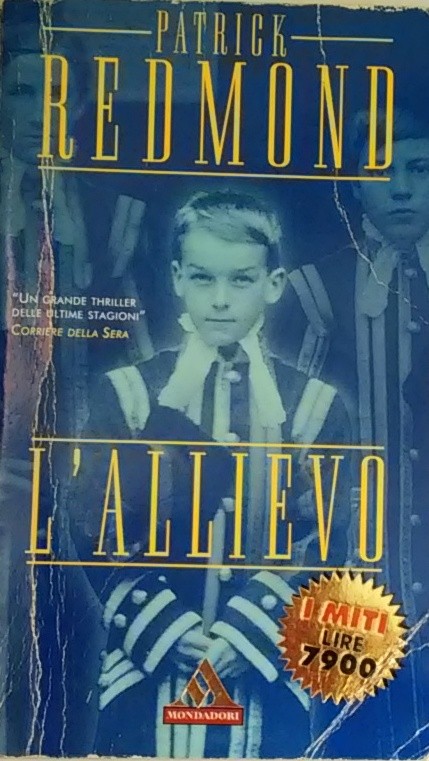 PATRICK
REDMOND
"UN GRANDE THRILLER
DELLE ULTIME STAGIONI"
CORRIERE DELLA SERA
L'ALLIEVO
I MITI
LIRE
7900
MONDADORI